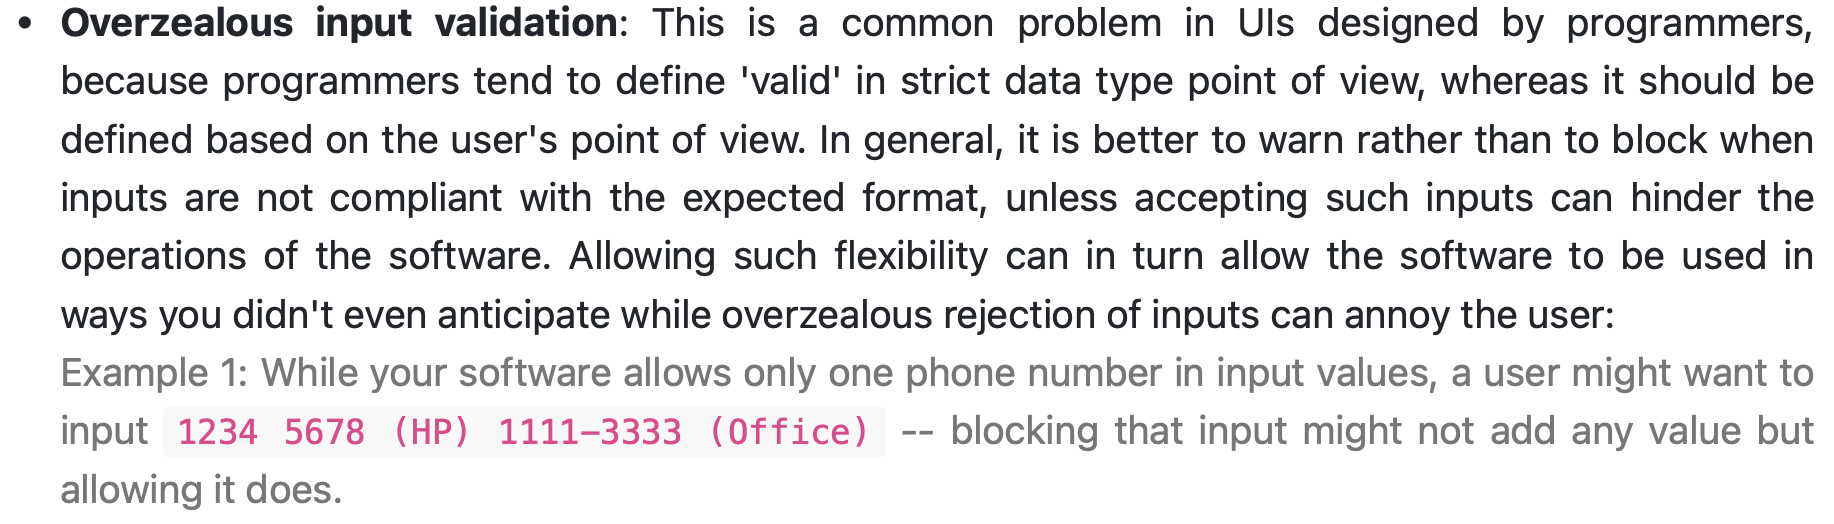 • Overzealous input validation: This is a common problem in UIs designed by programmers,
because programmers tend to define 'valid' in strict data type point of view, whereas it should be
defined based on the user's point of view. In general, it is better to warn rather than to block when
inputs are not compliant with the expected format, unless accepting such inputs can hinder the
operations of the software. Allowing such flexibility can in turn allow the software to be used in
ways you didn't even anticipate while overzealous rejection of inputs can annoy the user:
Example 1: While your software allows only one phone number in input values, a user might want to
input 1234 5678 (HP) 1111-3333 (Office) -- blocking that input might not add any value but
allowing it does.